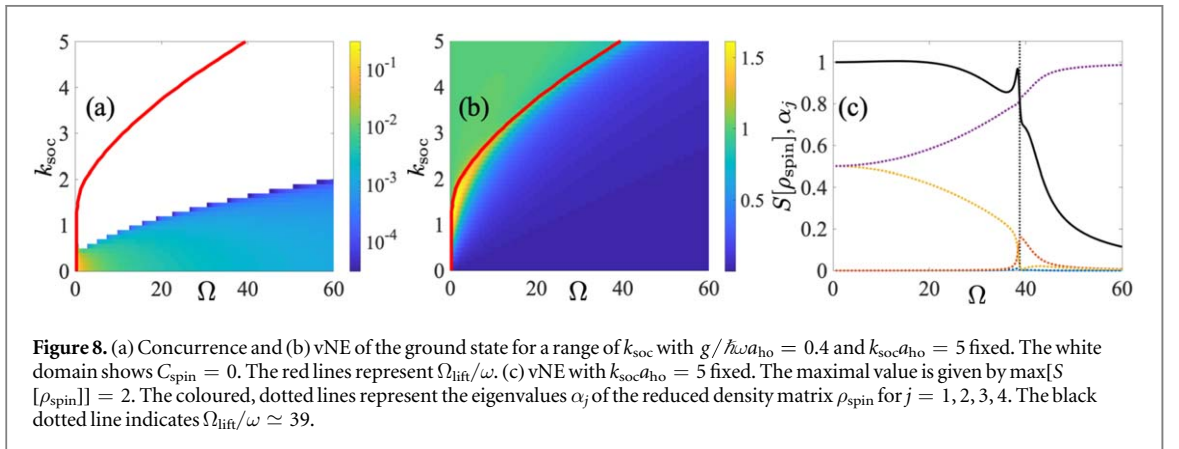 5
4
3
2
1
0
k_soc
(a)
0 20 40 60
Ω
10^-1
10^-2
10^-3
10^-4
5
4
3
2
1
0
k_soc
(b)
0 20 40 60
Ω
1.5
1
0.5
1
0.8
0.6
0.4
0.2
0
S[ρ_spin], α_j
(c)
0 20 40 60
Ω
Figure 8. (a) Concurrence and (b) vNE of the ground state for a range of k_soc with g/ℏωa_ho = 0.4 and k_soc a_ho = 5 fixed. The white
domain shows C_spin = 0. The red lines represent Ω_lift/ω. (c) vNE with k_soc a_ho = 5 fixed. The maximal value is given by max[S
[ρ_spin]] = 2. The coloured, dotted lines represent the eigenvalues α_j of the reduced density matrix ρ_spin for j = 1, 2, 3, 4. The black
dotted line indicates Ω_lift/ω ≃ 39.